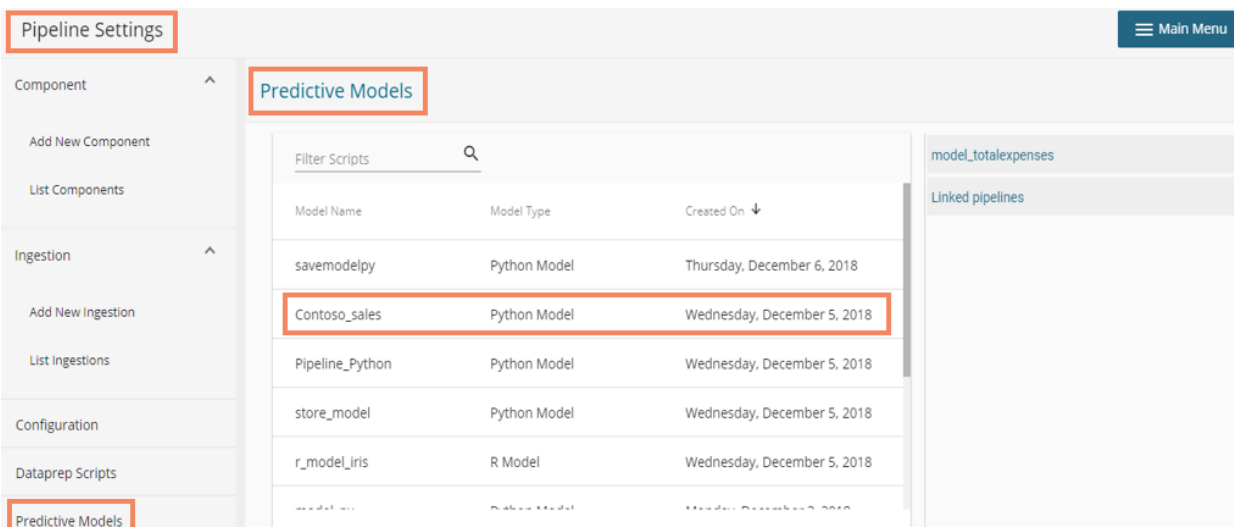 Pipeline Settings
Main Menu
Component
Add New Component
List Components
Ingestion
Add New Ingestion
List Ingestions
Configuration
Dataprep Scripts
Predictive Models
Predictive Models
Filter Scripts
Model Name Model Type Created On
savemodelpy Python Model Thursday, December 6, 2018
Contoso_sales Python Model Wednesday, December 5, 2018
Pipeline_Python Python Model Wednesday, December 5, 2018
store_model Python Model Wednesday, December 5, 2018
r_model_iris R Model Wednesday, December 5, 2018
Python Model
model_totalexpenses
Linked pipelines